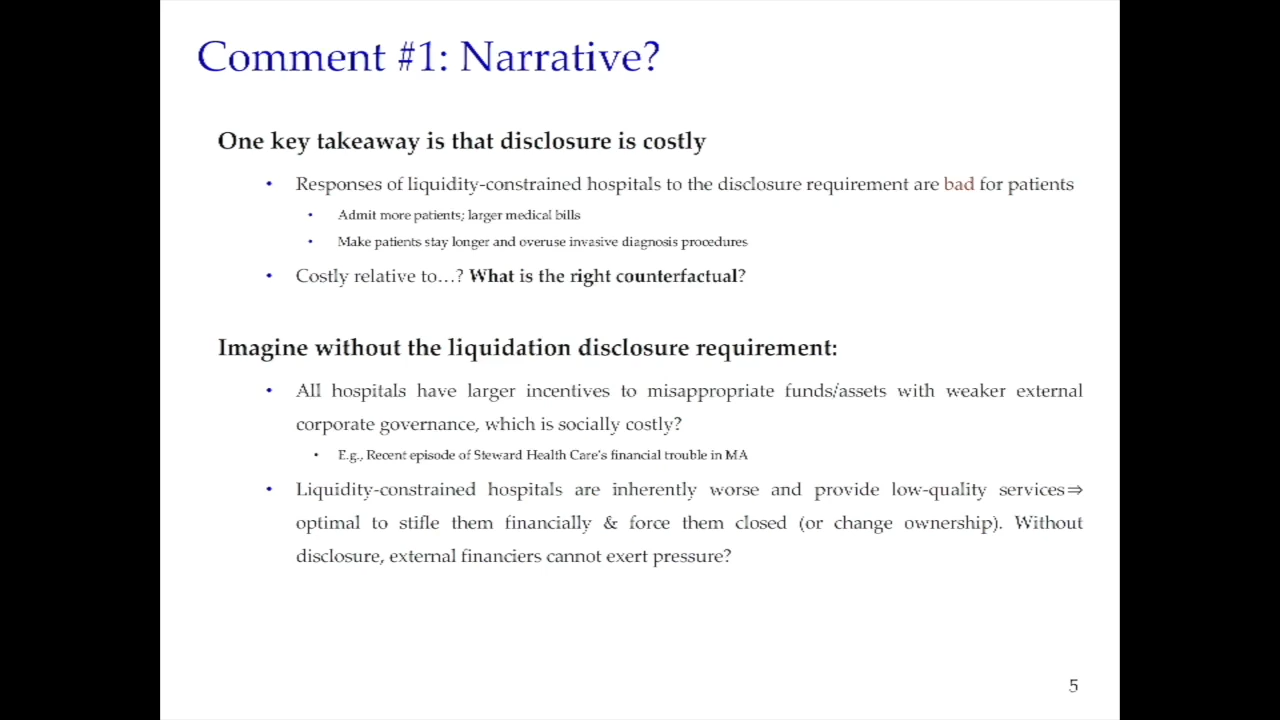 Comment #1: Narrative?
One key takeaway is that disclosure is costly
• Responses of liquidity-constrained hospitals to the disclosure requirement are bad for patients
• Admit more patients; larger medical bills
• Make patients stay longer and overuse invasive diagnosis procedures
• Costly relative to…? What is the right counterfactual?
Imagine without the liquidation disclosure requirement:
• All hospitals have larger incentives to misappropriate funds/assets with weaker external
corporate governance, which is socially costly?
• E.g., Recent episode of Steward Health Care's financial trouble in MA
• Liquidity-constrained hospitals are inherently worse and provide low-quality services⇒
optimal to stifle them financially & force them closed (or change ownership). Without
disclosure, external financiers cannot exert pressure?
5